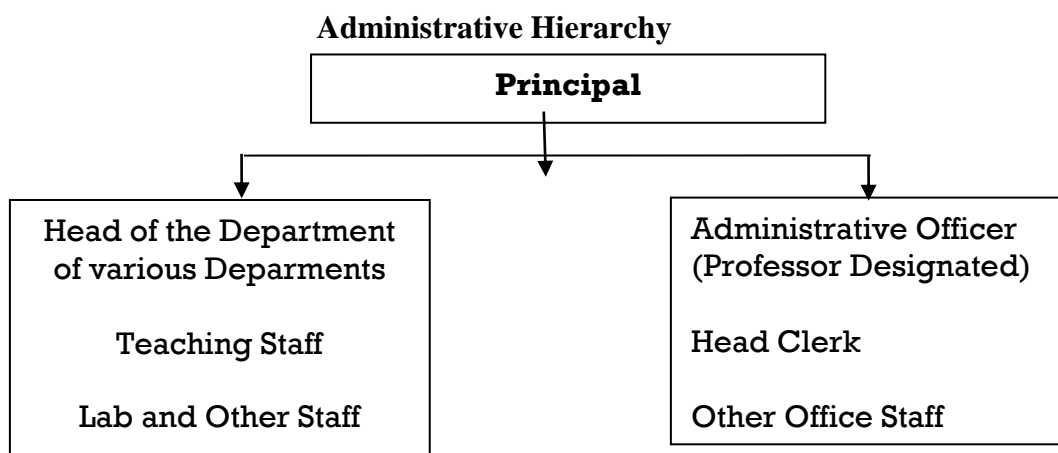 Administrative Hierarchy
Principal
Head of the Department
of various Deparments
Teaching Staff
Lab and Other Staff
Administrative Officer
(Professor Designated)
Head Clerk
Other Office Staff